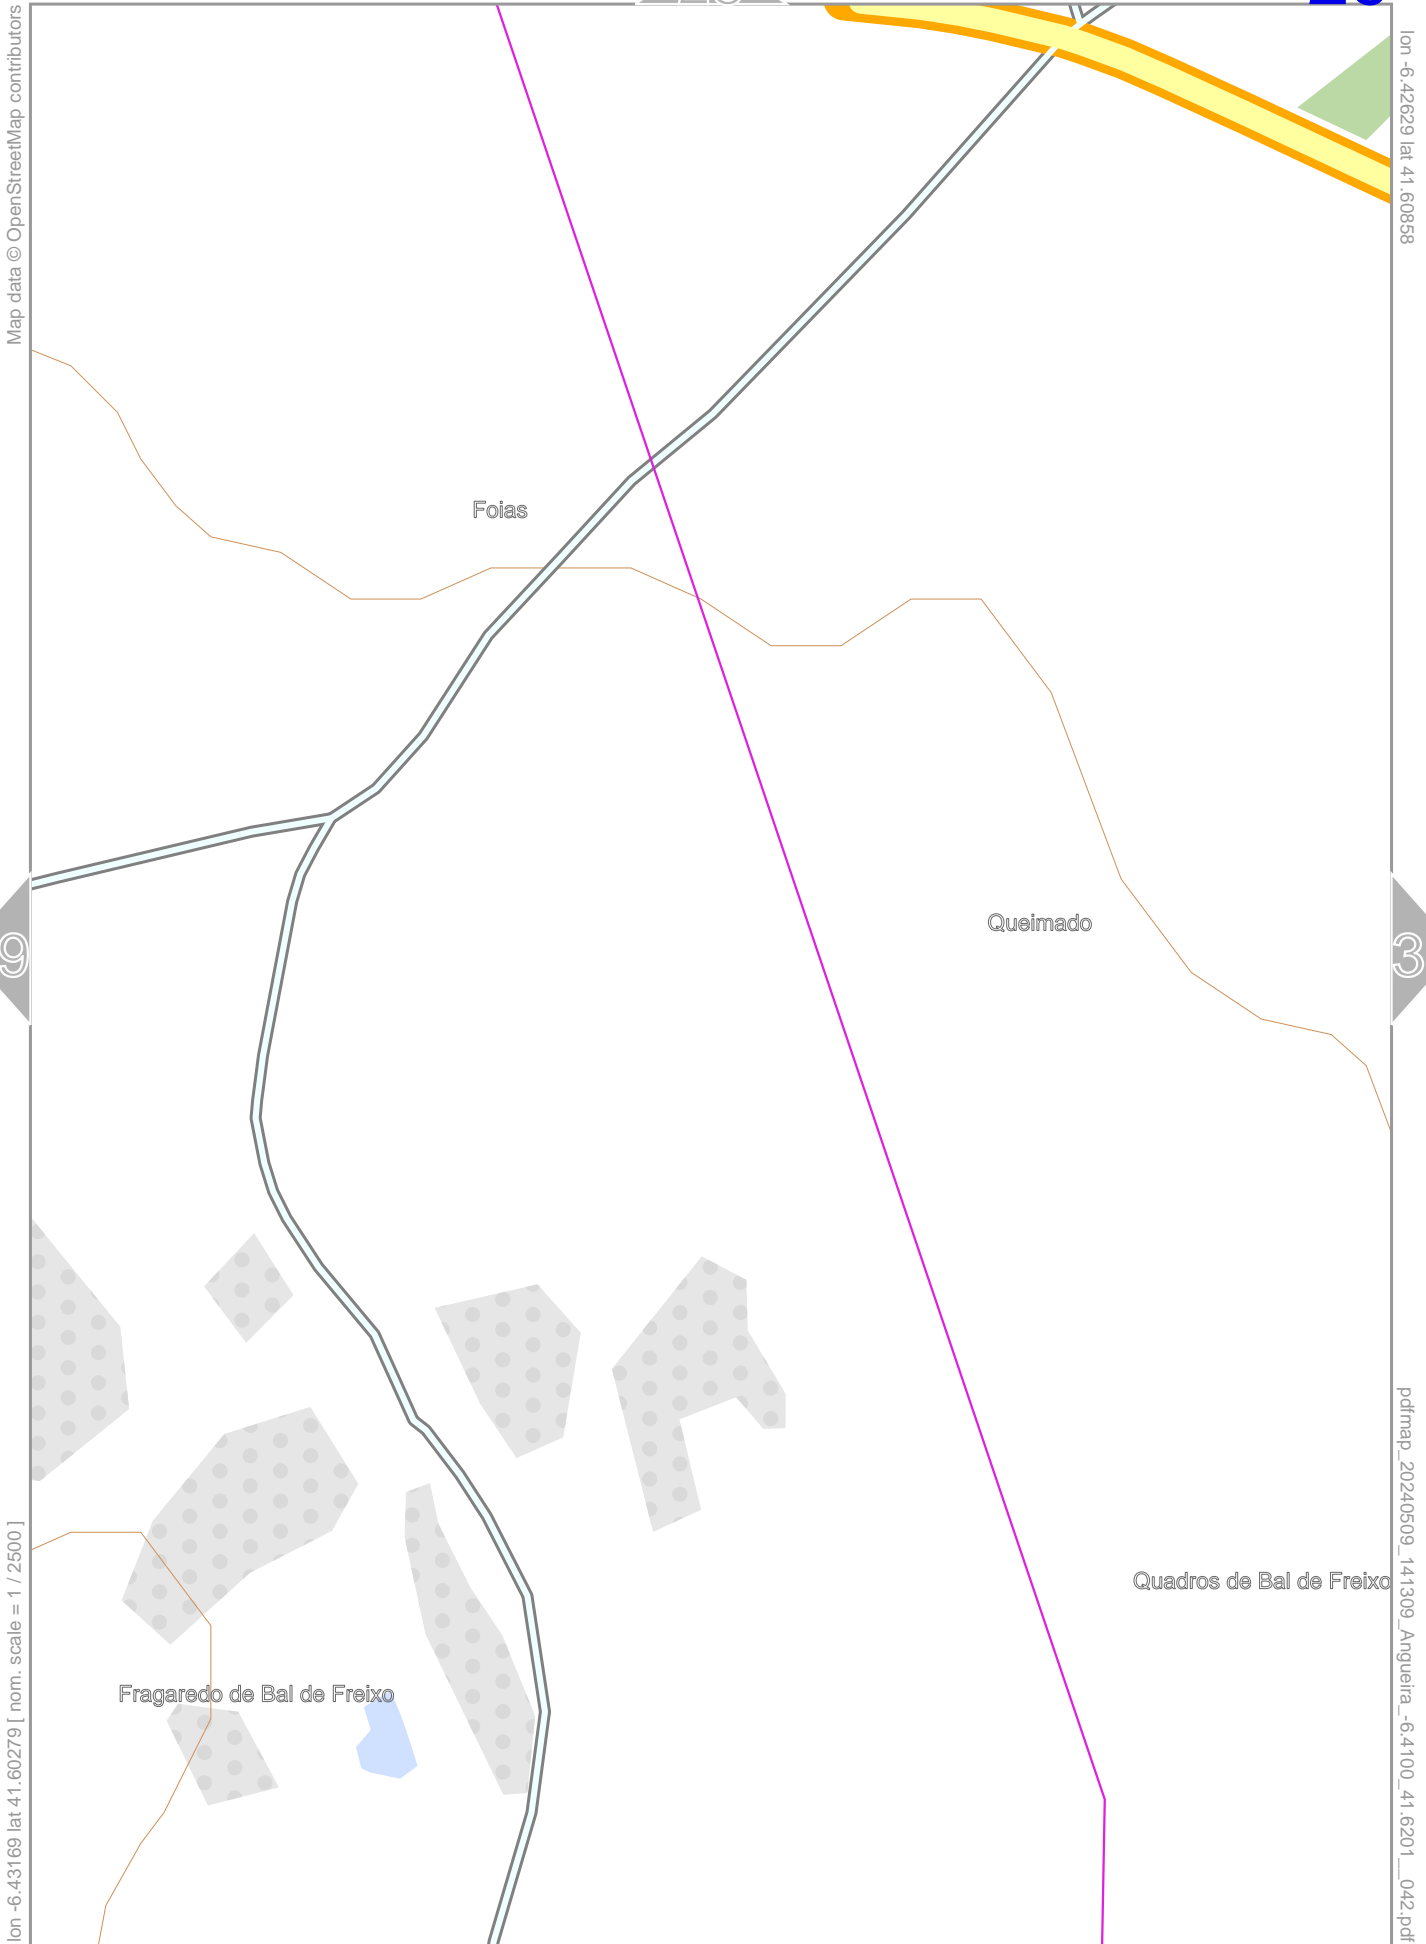 Map data © OpenStreetMap contributors
lon -6.42629 lat 41.60858
Foias
Queimado
Quadros de Bal de Freixo
Fragaredo de Bal de Freixo
lon -6.43169 lat 41.60279 [ nom. scale = 1 / 2500 ]
pdfmap_20240509_141309_Angueira_-6.4100_41.6201__042.pdf